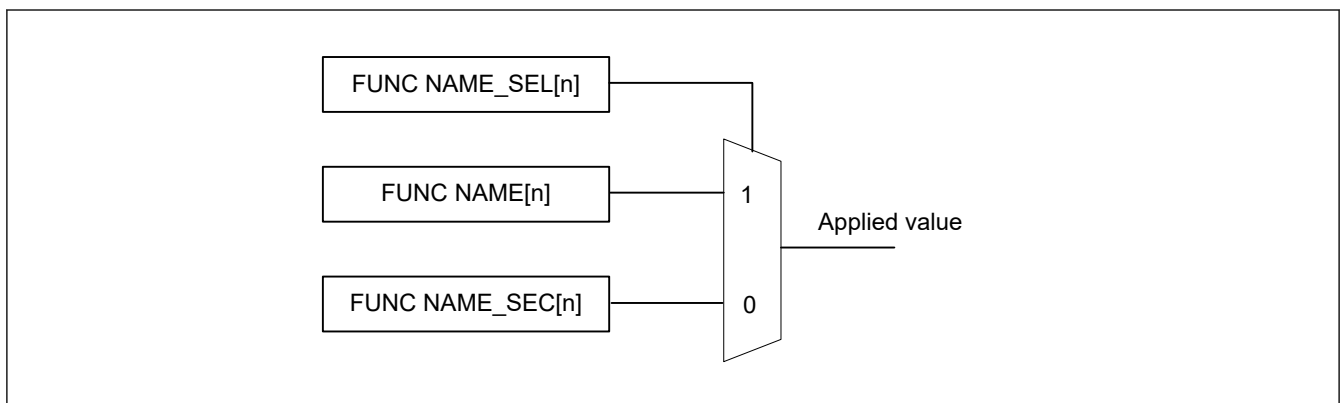 FUNC NAME_SEL[n]
FUNC NAME[n]
1
Applied value
FUNC NAME_SEC[n]
0